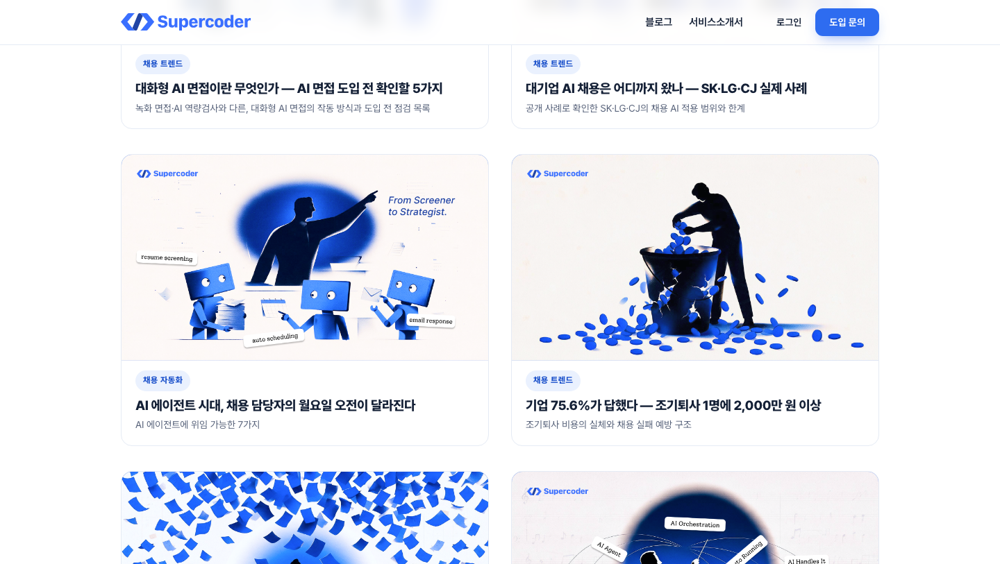 Supercoder
블로그
서비스소개서
로그인
도입 문의
채용 트렌드
대화형 AI 면접이란 무엇인가 — AI 면접 도입 전 확인할 5가지
녹화 면접·AI 역량검사와 다른, 대화형 AI 면접의 작동 방식과 도입 전 점검 목록
채용 트렌드
대기업 AI 채용은 어디까지 왔나 — SK·LG·CJ 실제 사례
공개 사례로 확인한 SK·LG·CJ의 채용 AI 적용 범위와 한계
Supercoder
From Screener
to Strategist.
resume screening
email response
auto scheduling
채용 자동화
AI 에이전트 시대, 채용 담당자의 월요일 오전이 달라진다
AI 에이전트에 위임 가능한 7가지
Supercoder
채용 트렌드
기업 75.6%가 답했다 — 조기퇴사 1명에 2,000만 원 이상
조기퇴사 비용의 실체와 채용 실패 예방 구조
Supercoder
AI Orchestration
AI Agent
Running
AI Handles It